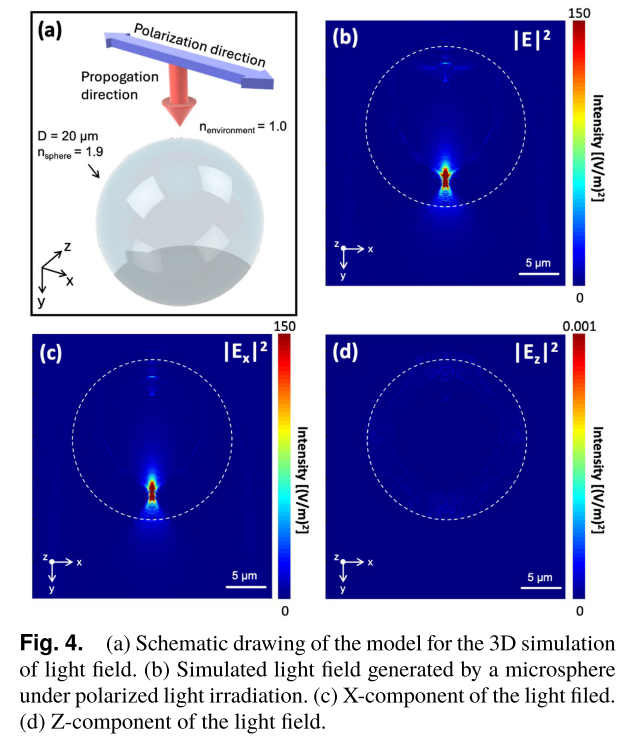 (a)
Polarization direction
Propogation
direction
D = 20 μm
n_sphere = 1.9
n_environment = 1.0
z
x
y
(b)
|E|²
150
Intensity [(V/m)²]
0
z
x
y
5 μm
(c)
|Eₓ|²
150
Intensity [(V/m)²]
0
z
x
y
5 μm
(d)
|E_z|²
0.001
Intensity [(V/m)²]
0
z
x
y
5 μm
Fig. 4. (a) Schematic drawing of the model for the 3D simulation
of light field. (b) Simulated light field generated by a microsphere
under polarized light irradiation. (c) X-component of the light filed.
(d) Z-component of the light field.